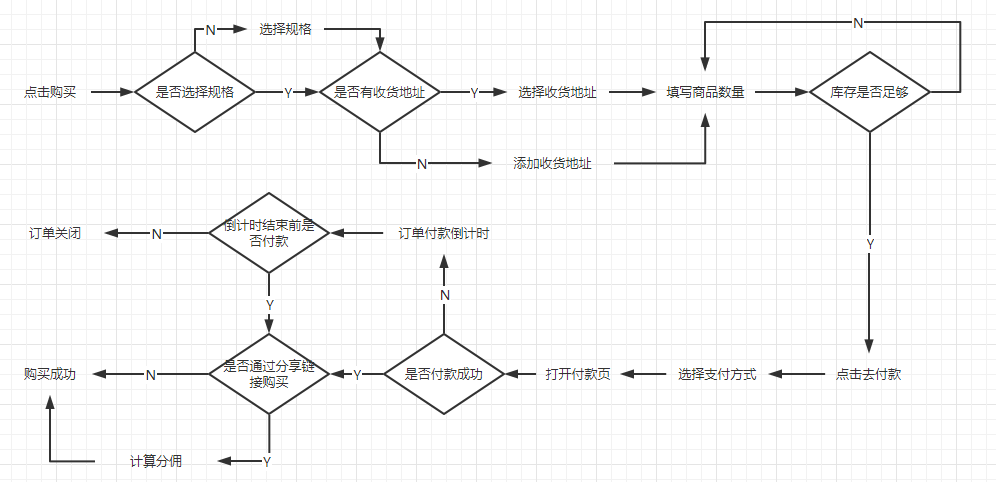 N
选择规格
N
点击购买
是否选择规格
Y
是否有收货地址
Y
选择收货地址
填写商品数量
库存是否足够
N
添加收货地址
订单关闭
N
倒计时结束前是
否付款
订单付款倒计时
Y
N
Y
购买成功
N
是否通过分享链
接购买
Y
是否付款成功
打开付款页
选择支付方式
点击去付款
计算分佣
Y